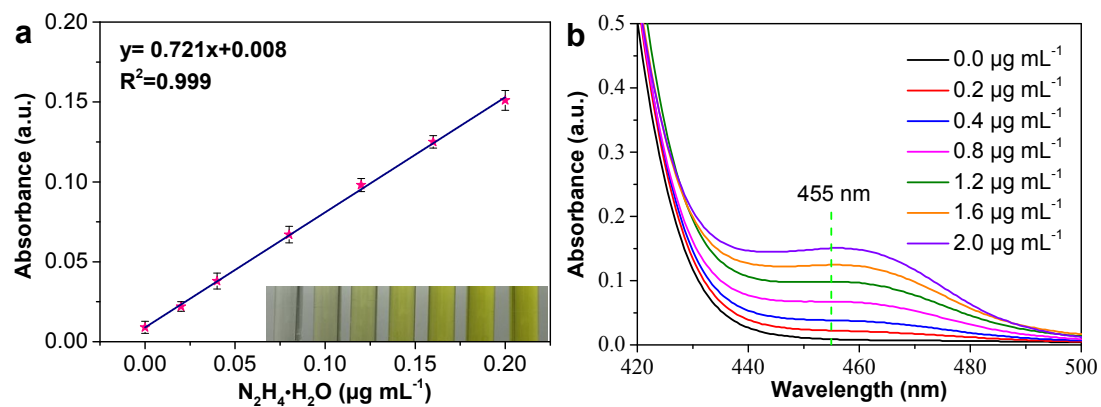 a
y= 0.721x+0.008
R²=0.999
0.20
0.15
0.10
0.05
0.00
Absorbance (a.u.)
0.00 0.05 0.10 0.15 0.20
N₂H₄·H₂O (µg mL⁻¹)
b
0.5
0.4
0.3
0.2
0.1
0.0
Absorbance (a.u.)
0.0 µg mL⁻¹
0.2 µg mL⁻¹
0.4 µg mL⁻¹
0.8 µg mL⁻¹
1.2 µg mL⁻¹
1.6 µg mL⁻¹
2.0 µg mL⁻¹
455 nm
420 440 460 480 500
Wavelength (nm)